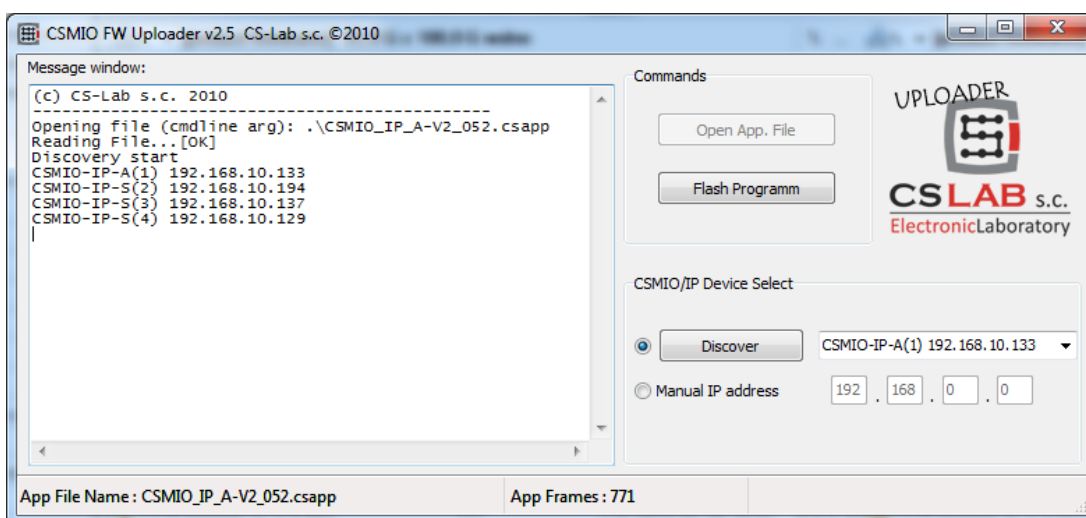 CSMIO FW Uploader v2.5 CS-Lab s.c. ©2010
Message window:
(c) CS-Lab s.c. 2010
--------------------------------------------------
Opening file (cmdline arg): .\CSMIO_IP_A-V2_052.csapp
Reading File...[OK]
Discovery start
CSMIO-IP-A(1) 192.168.10.133
CSMIO-IP-S(2) 192.168.10.194
CSMIO-IP-S(3) 192.168.10.137
CSMIO-IP-S(4) 192.168.10.129
Commands
Open App. File
Flash Programm
UPLOADER
CSLAB s.c.
ElectronicLaboratory
CSMIO/IP Device Select
Discover
CSMIO-IP-A(1) 192.168.10.133
Manual IP address
192 . 168 . 0 . 0
App File Name : CSMIO_IP_A-V2_052.csapp
App Frames : 771